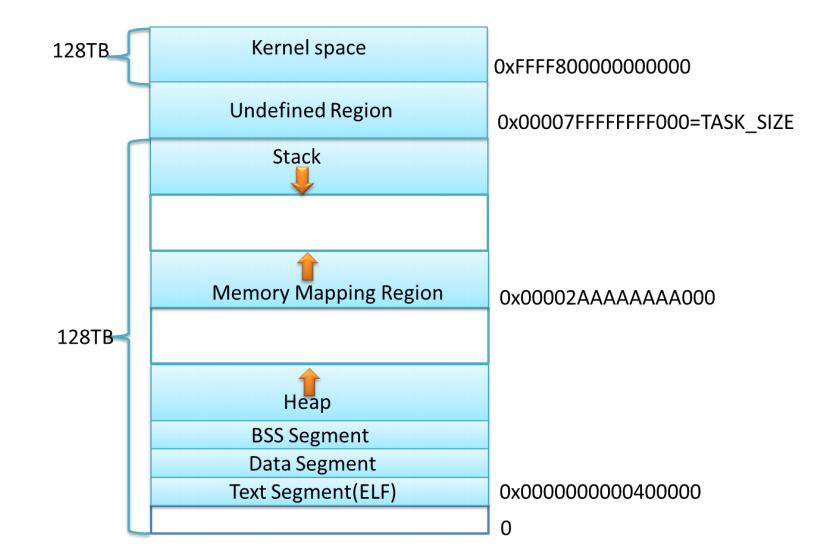 Kernel space
128TB
0xFFFF800000000000
Undefined Region
0x00007FFFFFFFF000=TASK_SIZE
Stack
Memory Mapping Region
0x00002AAAAAAAA000
128TB
Heap
BSS Segment
Data Segment
Text Segment(ELF)
0x0000000000400000
0